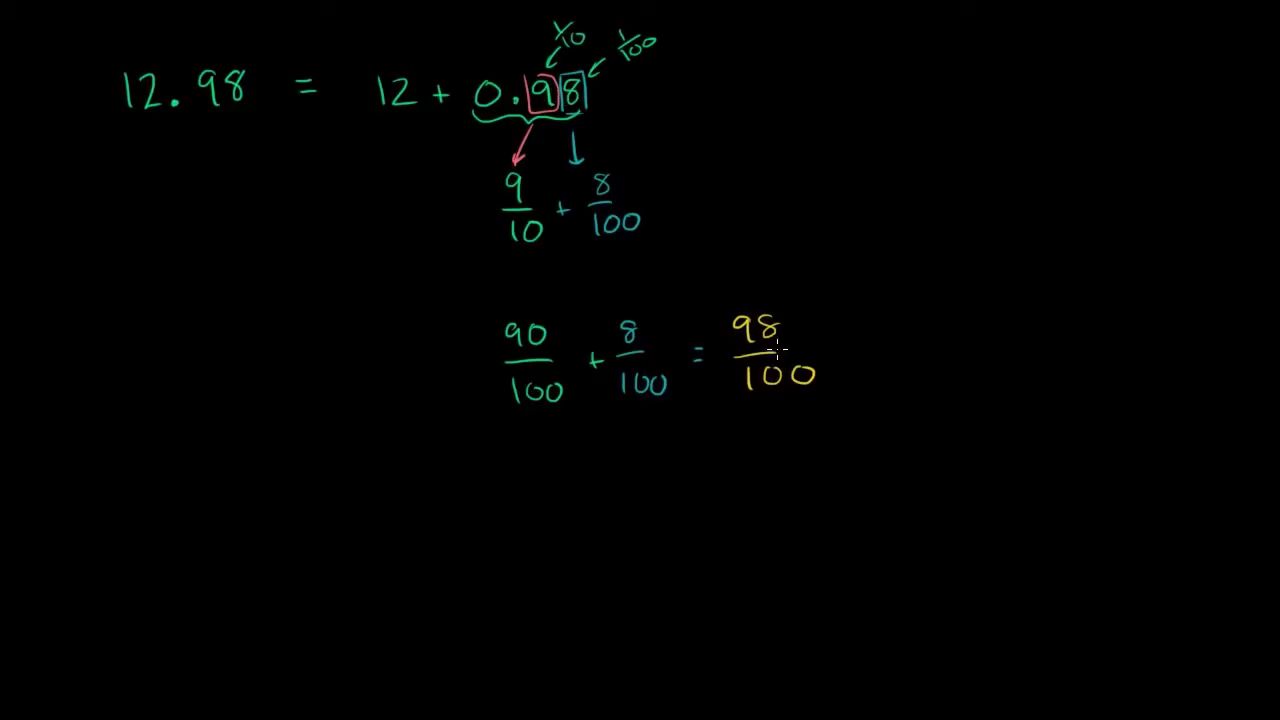 1/10 1/100
12.98 = 12 + 0.98
9/10 + 8/100
90/100 + 8/100 = 98/100